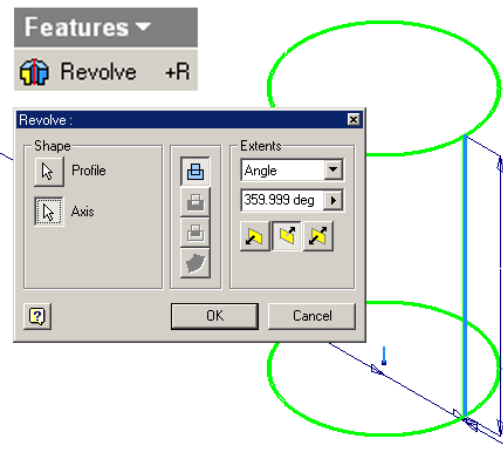 Features
Revolve +R
Revolve :
Shape
Profile
Axis
Extents
Angle
359.999 deg
OK
Cancel